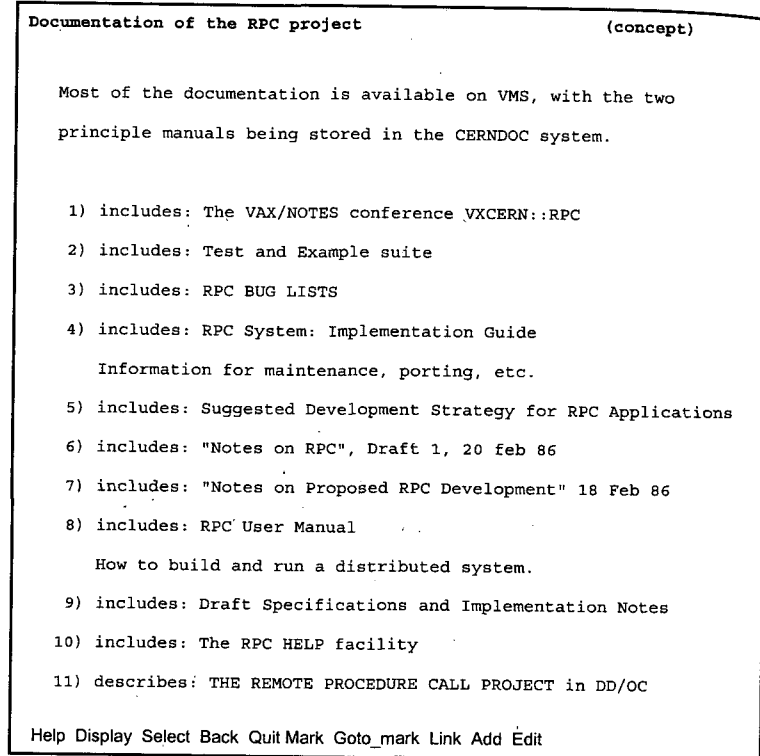 Documentation of the RPC project (concept)
Most of the documentation is available on VMS, with the two
principle manuals being stored in the CERNDOC system.
1) includes: The VAX/NOTES conference VXCERN::RPC
2) includes: Test and Example suite
3) includes: RPC BUG LISTS
4) includes: RPC System: Implementation Guide
Information for maintenance, porting, etc.
5) includes: Suggested Development Strategy for RPC Applications
6) includes: "Notes on RPC", Draft 1, 20 feb 86
7) includes: "Notes on Proposed RPC Development" 18 Feb 86
8) includes: RPC User Manual
How to build and run a distributed system.
9) includes: Draft Specifications and Implementation Notes
10) includes: The RPC HELP facility
11) describes: THE REMOTE PROCEDURE CALL PROJECT in DD/OC
Help Display Select Back Quit Mark Goto_mark Link Add Edit